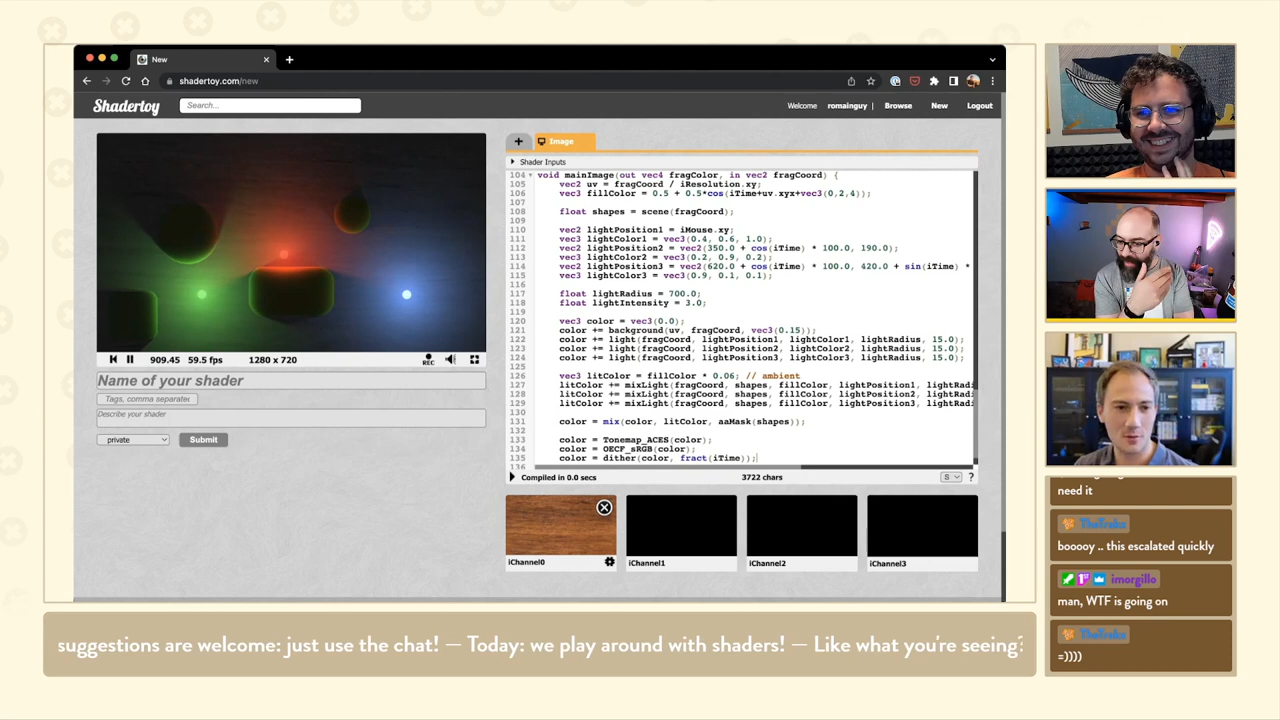 New
shadertoy.com/new
Shadertoy
Search...
Welcome romainguy | Browse New Logout
+ Image
Shader Inputs
104 void mainImage(out vec4 fragColor, in vec2 fragCoord) {
105 vec2 uv = fragCoord / iResolution.xy;
106 vec3 fillColor = 0.5 + 0.5*cos(iTime+uv.xyx+vec3(0,2,4));
107
108 float shapes = scene(fragCoord);
109
110 vec2 lightPosition1 = iMouse.xy;
111 vec3 lightColor1 = vec3(0.4, 0.6, 1.0);
112 vec2 lightPosition2 = vec2(350.0 + cos(iTime) * 100.0, 190.0);
113 vec3 lightColor2 = vec3(0.2, 0.9, 0.2);
114 vec2 lightPosition3 = vec2(620.0 + cos(iTime) * 100.0, 420.0 + sin(iTime) *
115 vec3 lightColor3 = vec3(0.9, 0.1, 0.1);
116
117 float lightRadius = 700.0;
118 float lightIntensity = 3.0;
119
120 vec3 color = vec3(0.0);
121 color += background(uv, fragCoord, vec3(0.15));
122 color += light(fragCoord, lightPosition1, lightColor1, lightRadius, 15.0);
123 color += light(fragCoord, lightPosition2, lightColor2, lightRadius, 15.0);
124 color += light(fragCoord, lightPosition3, lightColor3, lightRadius, 15.0);
125
126 vec3 litColor = fillColor * 0.06; // ambient
127 litColor += mixLight(fragCoord, shapes, fillColor, lightPosition1, lightRadi
128 litColor += mixLight(fragCoord, shapes, fillColor, lightPosition2, lightRadi
129 litColor += mixLight(fragCoord, shapes, fillColor, lightPosition3, lightRadi
130
131 color = mix(color, litColor, aaMask(shapes));
132
133 color = Tonemap_ACES(color);
134 color = OECF_sRGB(color);
135 color = dither(color, fract(iTime));
136
909.45 59.5 fps 1280 x 720
REC
Name of your shader
Tags, comma separated
Describe your shader
private Submit
Compiled in 0.0 secs 3722 chars S ?
iChannel0 iChannel1 iChannel2 iChannel3
need it
TheTreks
booooy .. this escalated quickly
imorgillo
man, WTF is going on
TheTreks
=))))
suggestions are welcome: just use the chat! — Today: we play around with shaders! — Like what you're seeing?